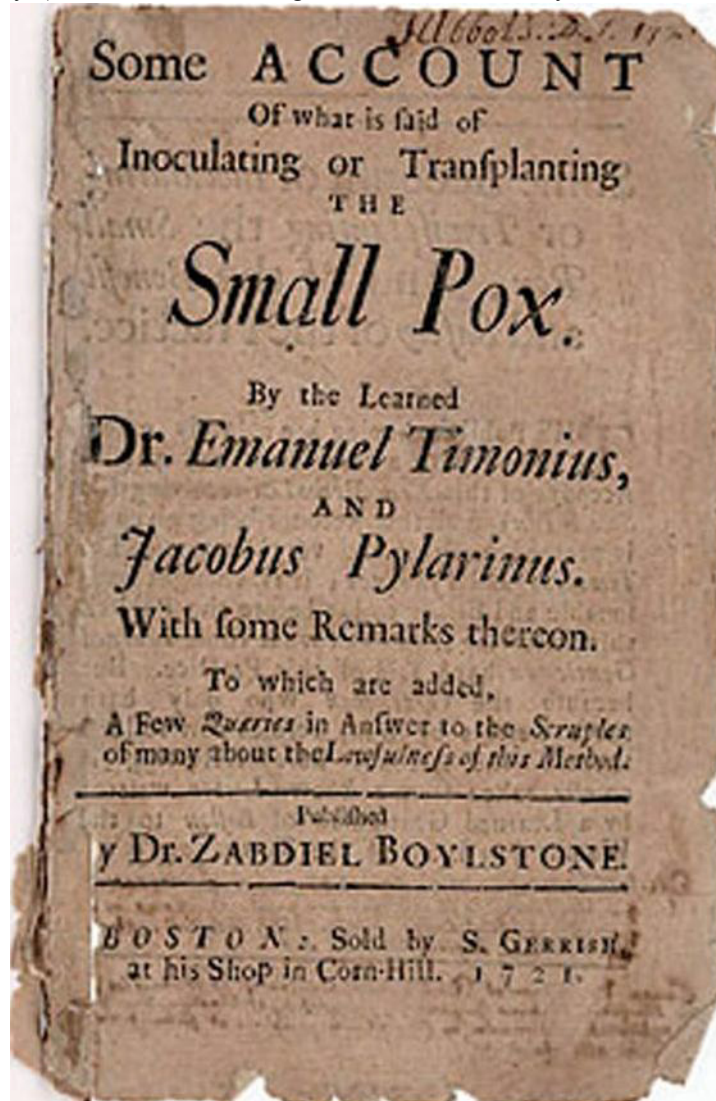 Some ACCOUNT
Of what is ſaid of
Inoculating or Tranſplanting
THE
Small Pox.
By the Learned
Dr. Emanuel Timonius,
AND
Jacobus Pylarinus.
With ſome Remarks thereon.
To which are added,
A Few Quæries in Anſwer to the Scruples
of many about the Lawfulneſs of this Method.
Published
y Dr. ZABDIEL BOYLSTONE.
BOSTON: Sold by S. GERRISH,
at his Shop in Corn-Hill. 1721.